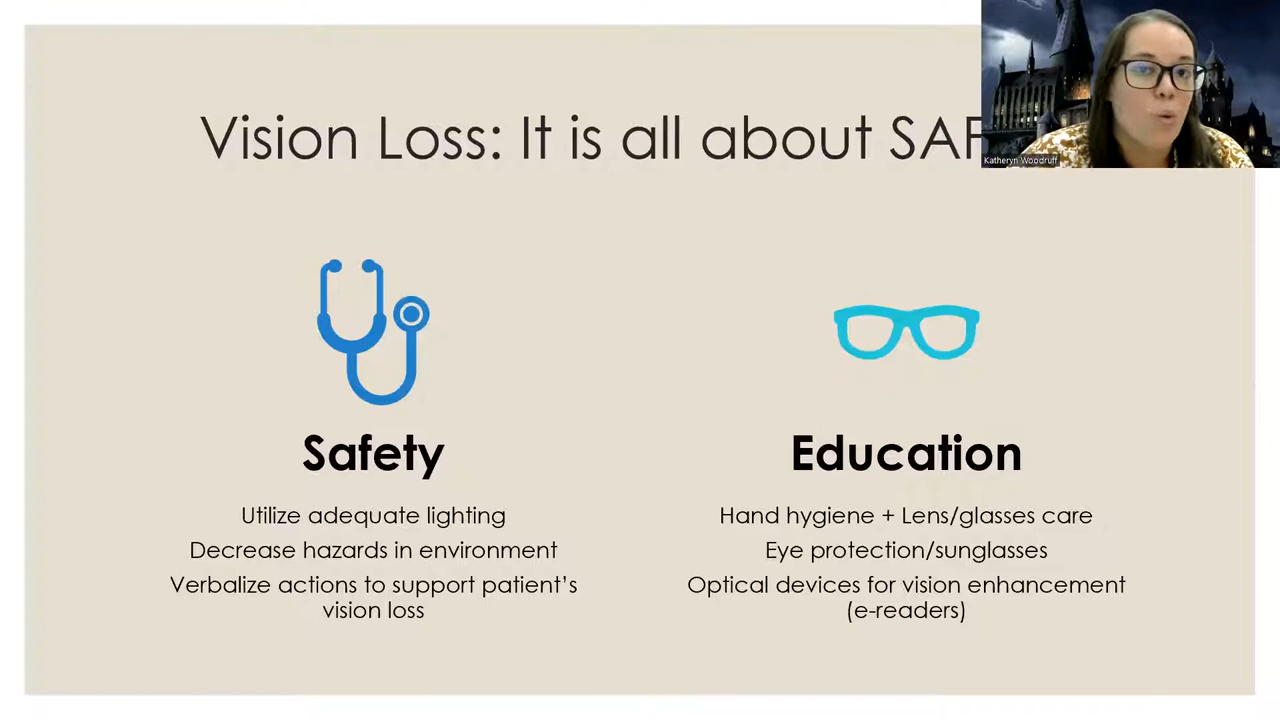 Vision Loss: It is all about
Katheryn Woodruff
Safety
Utilize adequate lighting
Decrease hazards in environment
Verbalize actions to support patient’s
vision loss
Education
Hand hygiene + Lens/glasses care
Eye protection/sunglasses
Optical devices for vision enhancement
(e-readers)